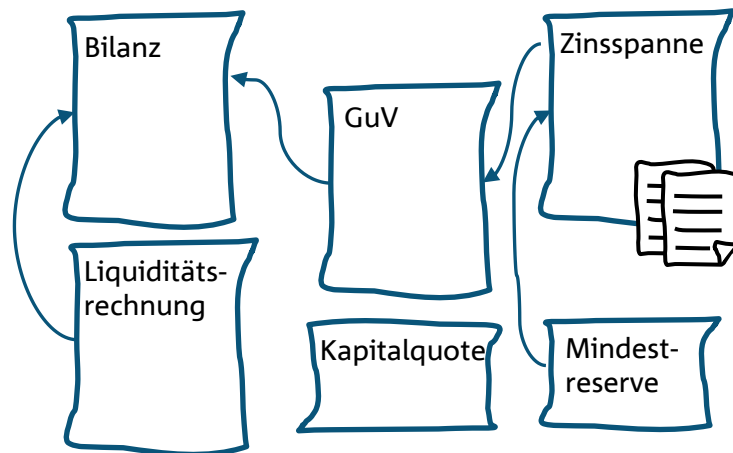 Bilanz
Zinsspanne
GuV
Liquiditäts-
rechnung
Kapitalquote
Mindest-
reserve